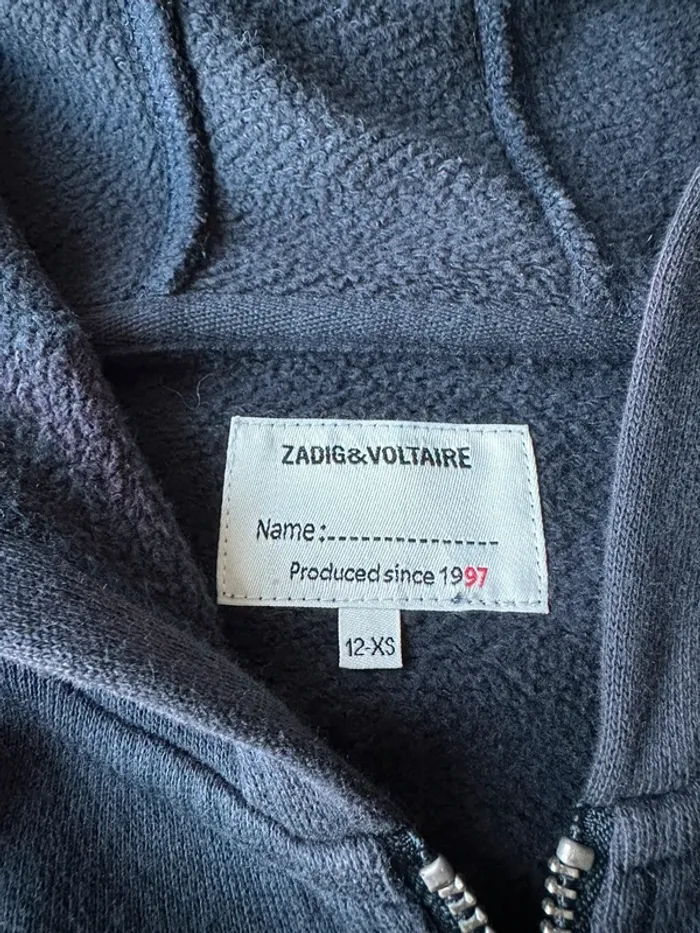 ZADIG&VOLTAIRE
Name:---------------
Produced since 1997
12-XS